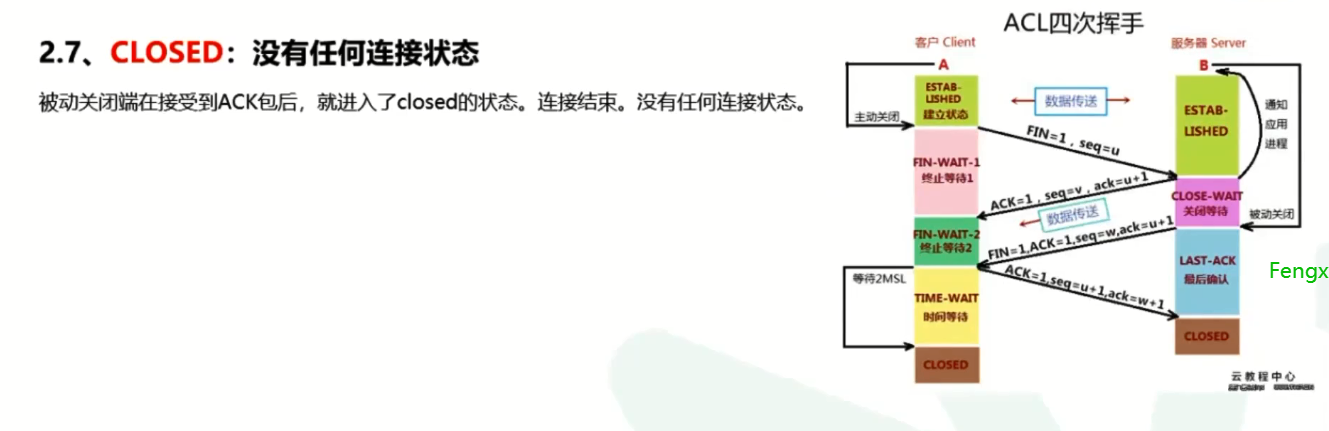 2.7、CLOSED：没有任何连接状态
被动关闭端在接受到ACK包后，就进入了closed的状态。连接结束。没有任何连接状态。
ACL四次挥手
客户 Client
服务器 Server
A
B
ESTAB-
LISHED
建立状态
数据传送
ESTAB-
LISHED
通知
应用
进程
主动关闭
FIN=1，seq=u
FIN-WAIT-1
终止等待1
ACK=1，seq=v，ack=u+1
CLOSE-WAIT
关闭等待
被动关闭
数据传送
FIN-WAIT-2
终止等待2
FIN=1,ACK=1,seq=w,ack=u+1
LAST-ACK
最后确认
等待2MSL
ACK=1,seq=u+1,ack=w+1
TIME-WAIT
时间等待
CLOSED
CLOSED
Fengx
云教程中心